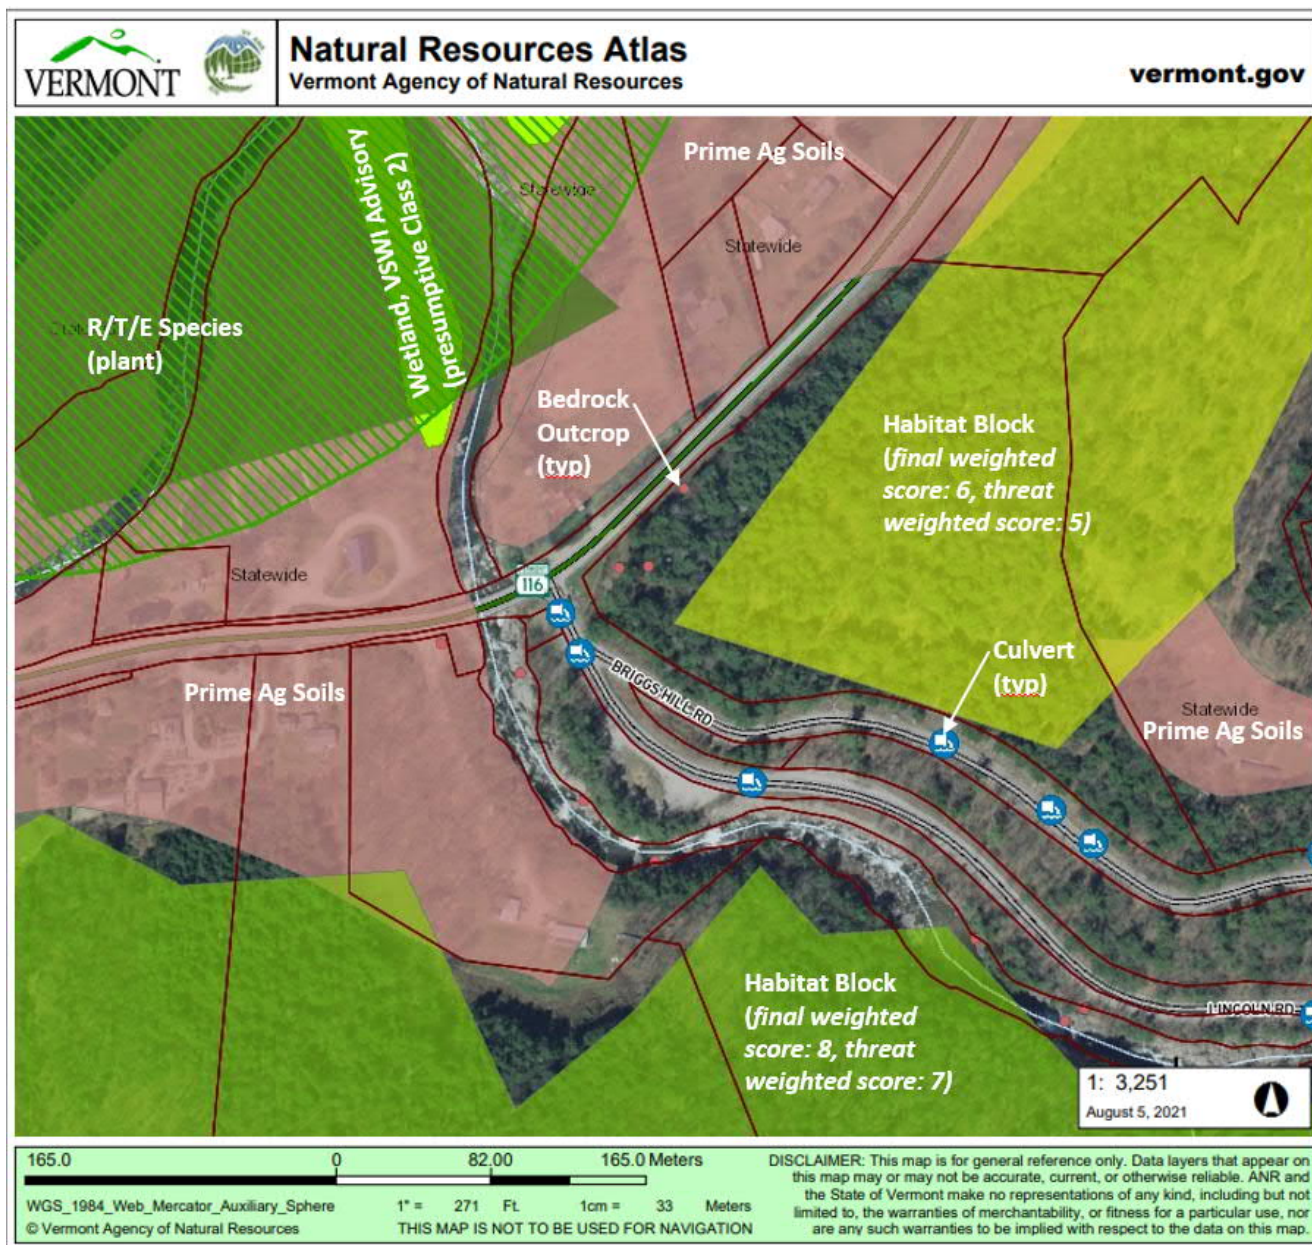 VERMONT
Natural Resources Atlas
Vermont Agency of Natural Resources
vermont.gov
Wetland, VSWI Advisory
(presumptive Class 2)
Statewide
Prime Ag Soils
Statewide
R/T/E Species
(plant)
Bedrock
Outcrop
(typ)
Habitat Block
(final weighted
score: 6, threat
weighted score: 5)
Statewide
116
Culvert
(typ)
BRIGGS HILL RD
Prime Ag Soils
Statewide
Prime Ag Soils
Habitat Block
(final weighted
score: 8, threat
weighted score: 7)
LINCOLN RD
1: 3,251
August 5, 2021
165.0 0 82.00 165.0 Meters
WGS_1984_Web_Mercator_Auxiliary_Sphere
1" = 271 Ft. 1cm = 33 Meters
© Vermont Agency of Natural Resources
THIS MAP IS NOT TO BE USED FOR NAVIGATION
DISCLAIMER: This map is for general reference only. Data layers that appear on
this map may or may not be accurate, current, or otherwise reliable. ANR and
the State of Vermont make no representations of any kind, including but not
limited to, the warranties of merchantability, or fitness for a particular use, nor
are any such warranties to be implied with respect to the data on this map.